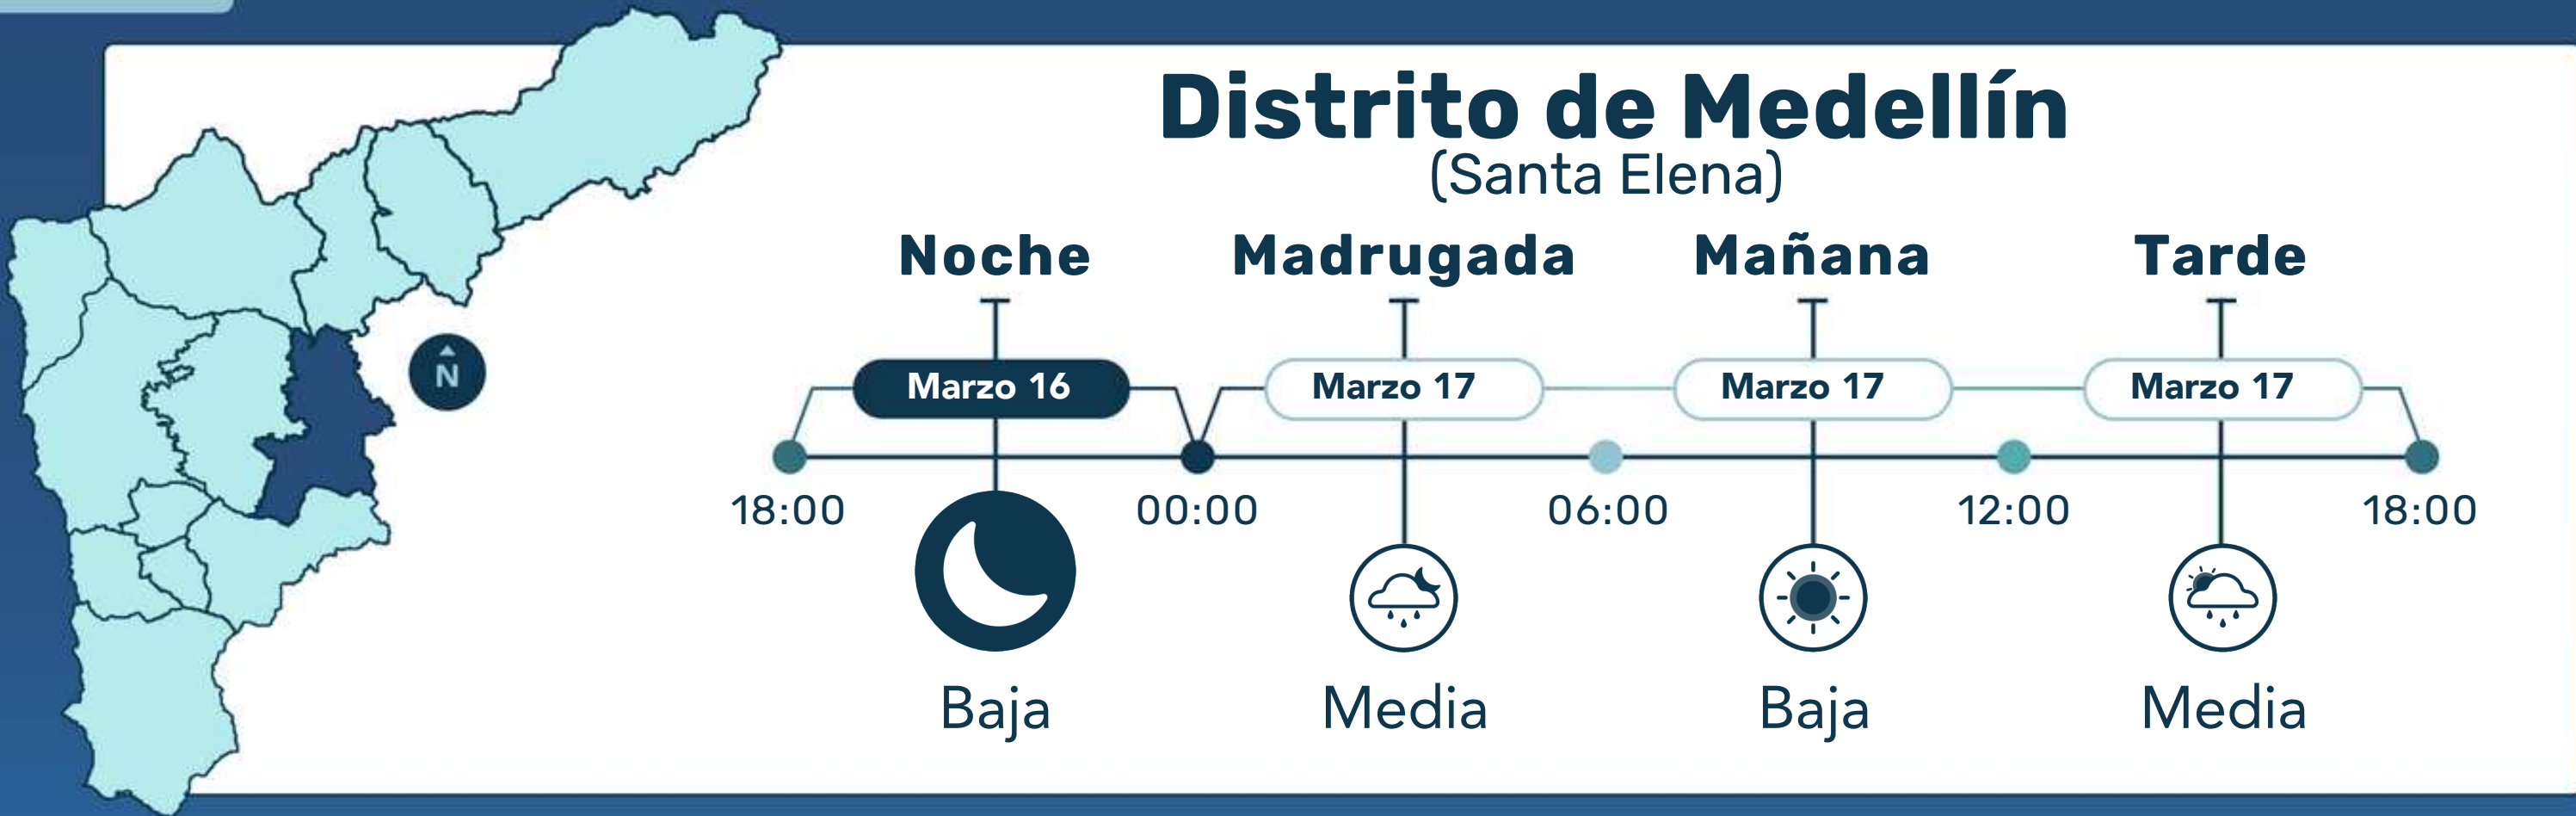 Distrito de Medellín
(Santa Elena)
Noche Madrugada Mañana Tarde
Marzo 16 Marzo 17 Marzo 17 Marzo 17
N
18:00 00:00 06:00 12:00 18:00
Baja Media Baja Media